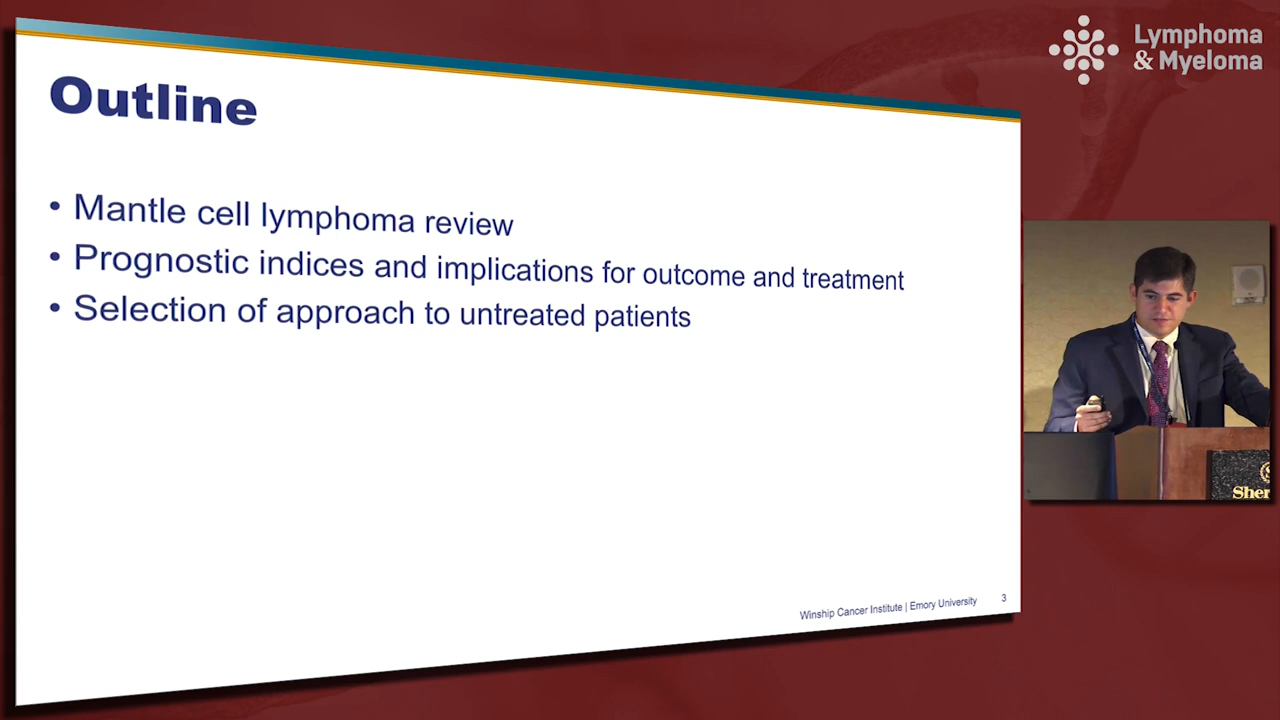 Lymphoma
& Myeloma
Outline
• Mantle cell lymphoma review
• Prognostic indices and implications for outcome and treatment
• Selection of approach to untreated patients
Winship Cancer Institute | Emory University 3